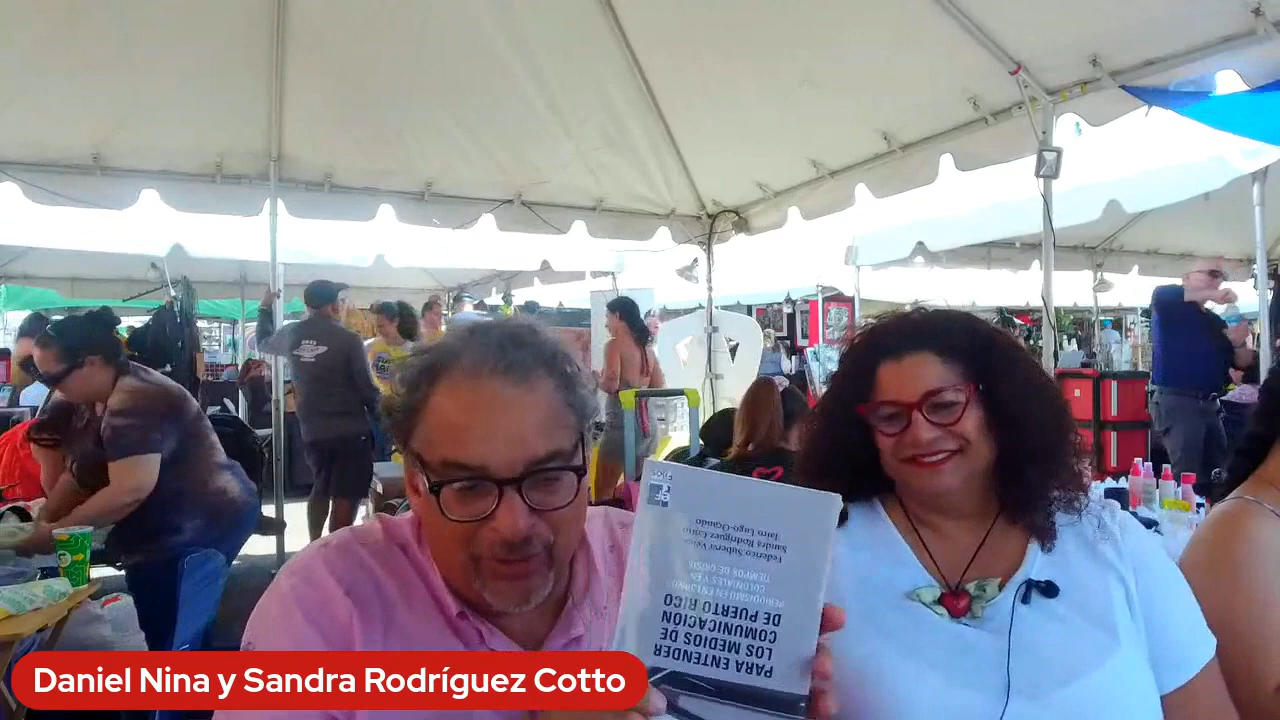 PARA ENTENDER
LOS MEDIOS DE
COMUNICACIÓN
DE PUERTO RICO
PERIODISMO EN ENTORNOS
COLONIALES Y EN
TIEMPOS DE CRISIS
Federico Subervi Vélez
Sandra Rodríguez Cotto
Jairo Lugo-Ocando
Daniel Nina y Sandra Rodríguez Cotto